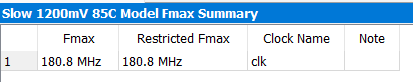 Slow 1200mV 85C Model Fmax Summary
Fmax Restricted Fmax Clock Name Note
1 180.8 MHz 180.8 MHz clk